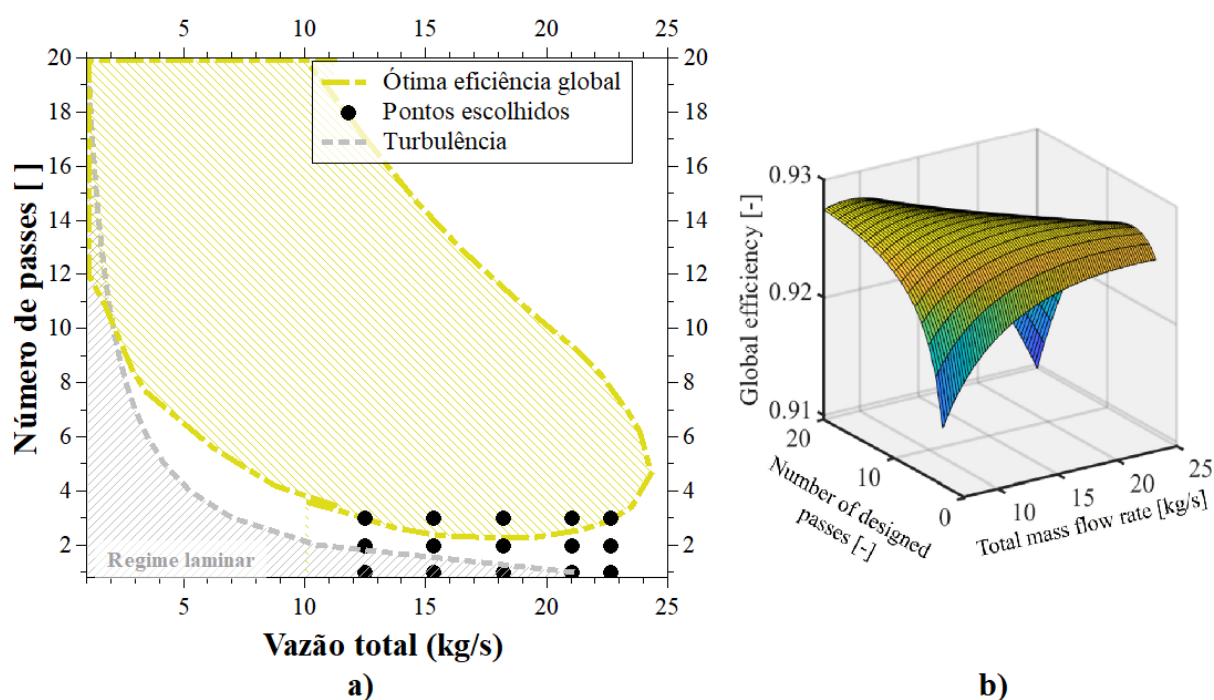 5 10 15 20 25
20 20
18 18
16 16
14 14
12 12
10 10
8 8
6 6
4 4
2 2
5 10 15 20 25
Número de passes [ ]
Vazão total (kg/s)
Ótima eficiência global
Pontos escolhidos
Turbulência
Regime laminar
a)
0.93
0.92
0.91
Global efficiency [-]
20
10
0
Number of designed
passes [-]
10 15 20 25
Total mass flow rate [kg/s]
b)